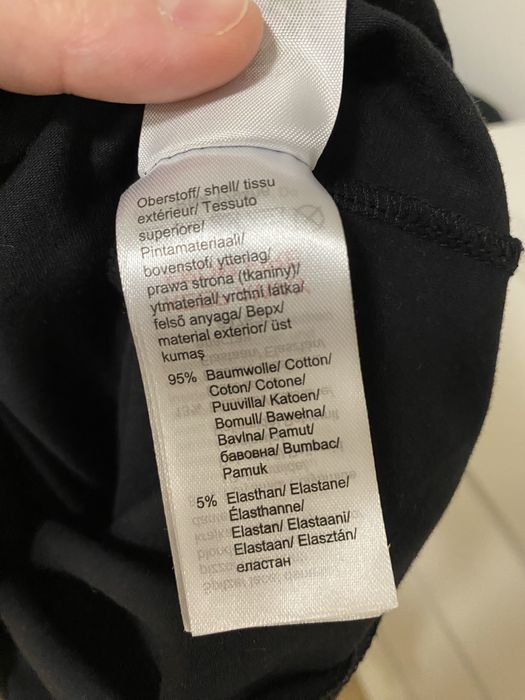 Oberstoff/ shell/ tissu
extérieur/ Tessuto
superiore/
Pintamateriaali/
bovenstof/ ytterlag/
prawa strona (tkaniny)/
ytmaterial/ vrchní látka/
felső anyaga/ Верх/
material exterior/ üst
kumaş
95% Baumwolle/ Cotton/
Coton/ Cotone/
Puuvilla/ Katoen/
Bomull/ Bawełna/
Bavlna/ Pamut/
бавовна/ Bumbac/
Pamuk
5% Elasthan/ Elastane/
Élasthanne/
Elastan/ Elastaani/
Elastaan/ Elasztán/
еластан